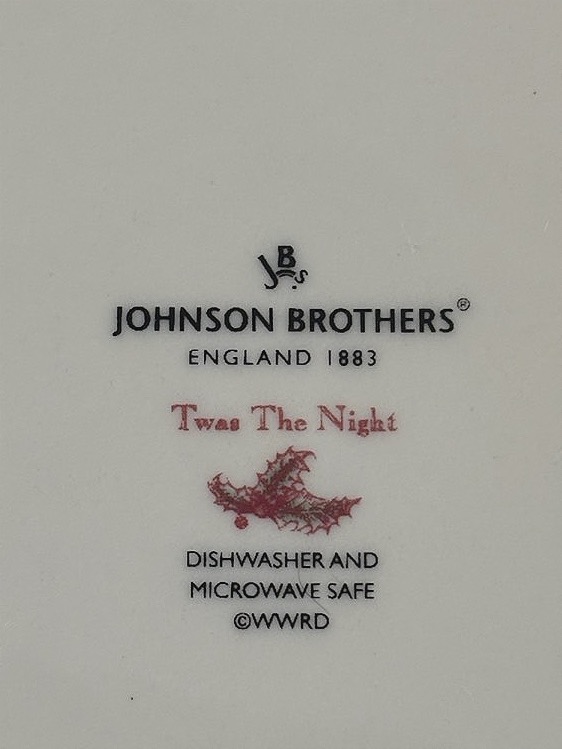 JBs
JOHNSON BROTHERS®
ENGLAND 1883
Twas The Night
DISHWASHER AND
MICROWAVE SAFE
©WWRD